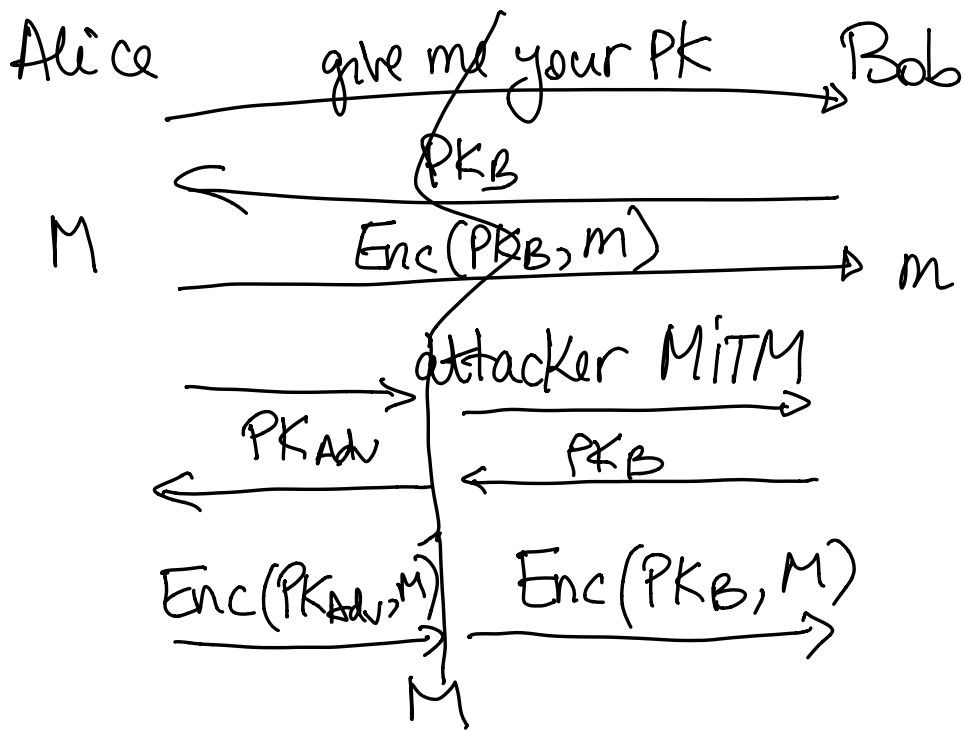 Alice give me your PK Bob
PKB
M Enc(PKB, m) m
attacker MiTM
PKAdv PKB
Enc(PKAdv, M) Enc(PKB, M)
M